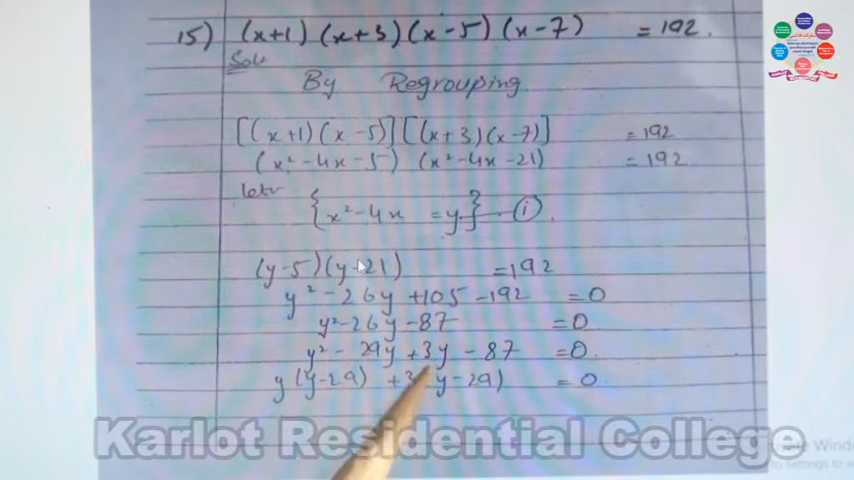 15) (x+1) (x+3) (x-5) (x-7) = 192.
Solu
By Regrouping
[(x+1)(x-5)] [(x+3)(x-7)] = 192
(x²-4x-5) (x²-4x-21) = 192
let
{x²-4x = y} (i)
(y-5)(y-21) = 192
y²-26y +105 -192 = 0
y²-26y -87 = 0
y² - 29y +3y - 87 = 0.
y (y-29) +3 y-29) = 0
Karlot Residential College